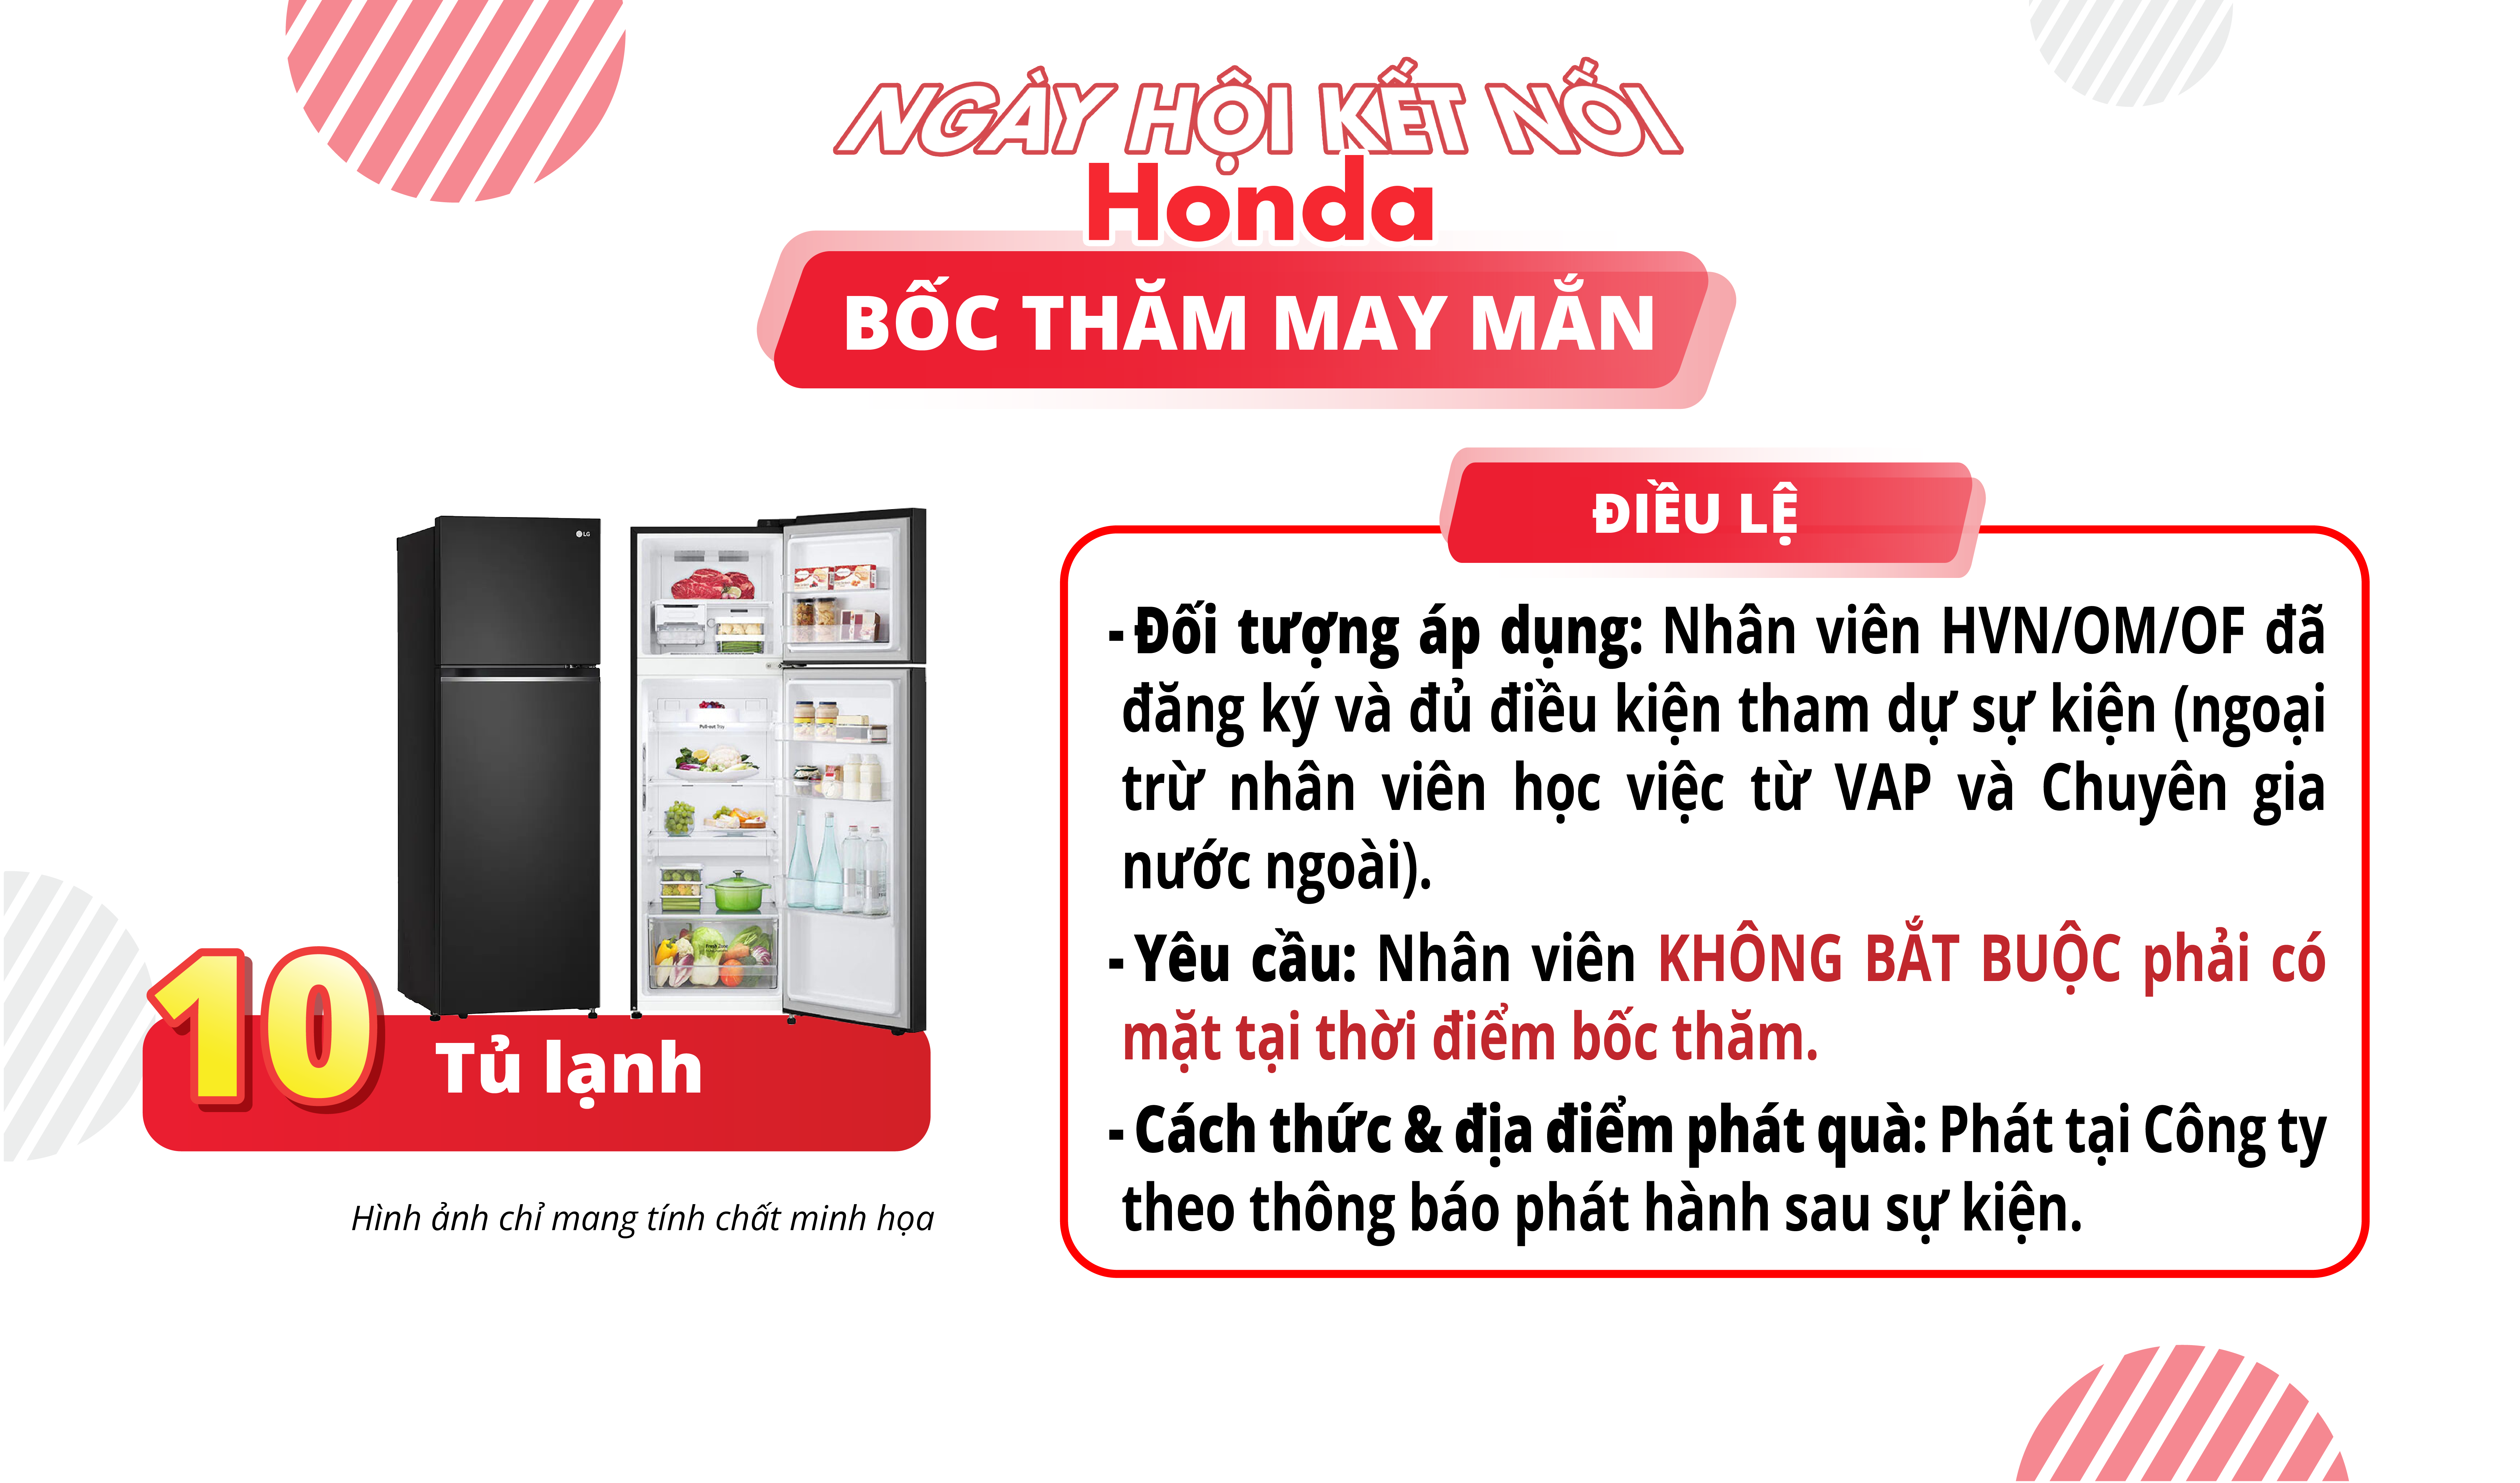 NGÀY HỘI KẾT NỐI
Honda
BỐC THĂM MAY MẮN
ĐIỀU LỆ
LG
Pull-out Tray
10
Tủ lạnh
Hình ảnh chỉ mang tính chất minh họa
- Đối tượng áp dụng: Nhân viên HVN/OM/OF đã
đăng ký và đủ điều kiện tham dự sự kiện (ngoại
trừ nhân viên học việc từ VAP và Chuyên gia
nước ngoài).
- Yêu cầu: Nhân viên KHÔNG BẮT BUỘC phải có
mặt tại thời điểm bốc thăm.
- Cách thức & địa điểm phát quà: Phát tại Công ty
theo thông báo phát hành sau sự kiện.